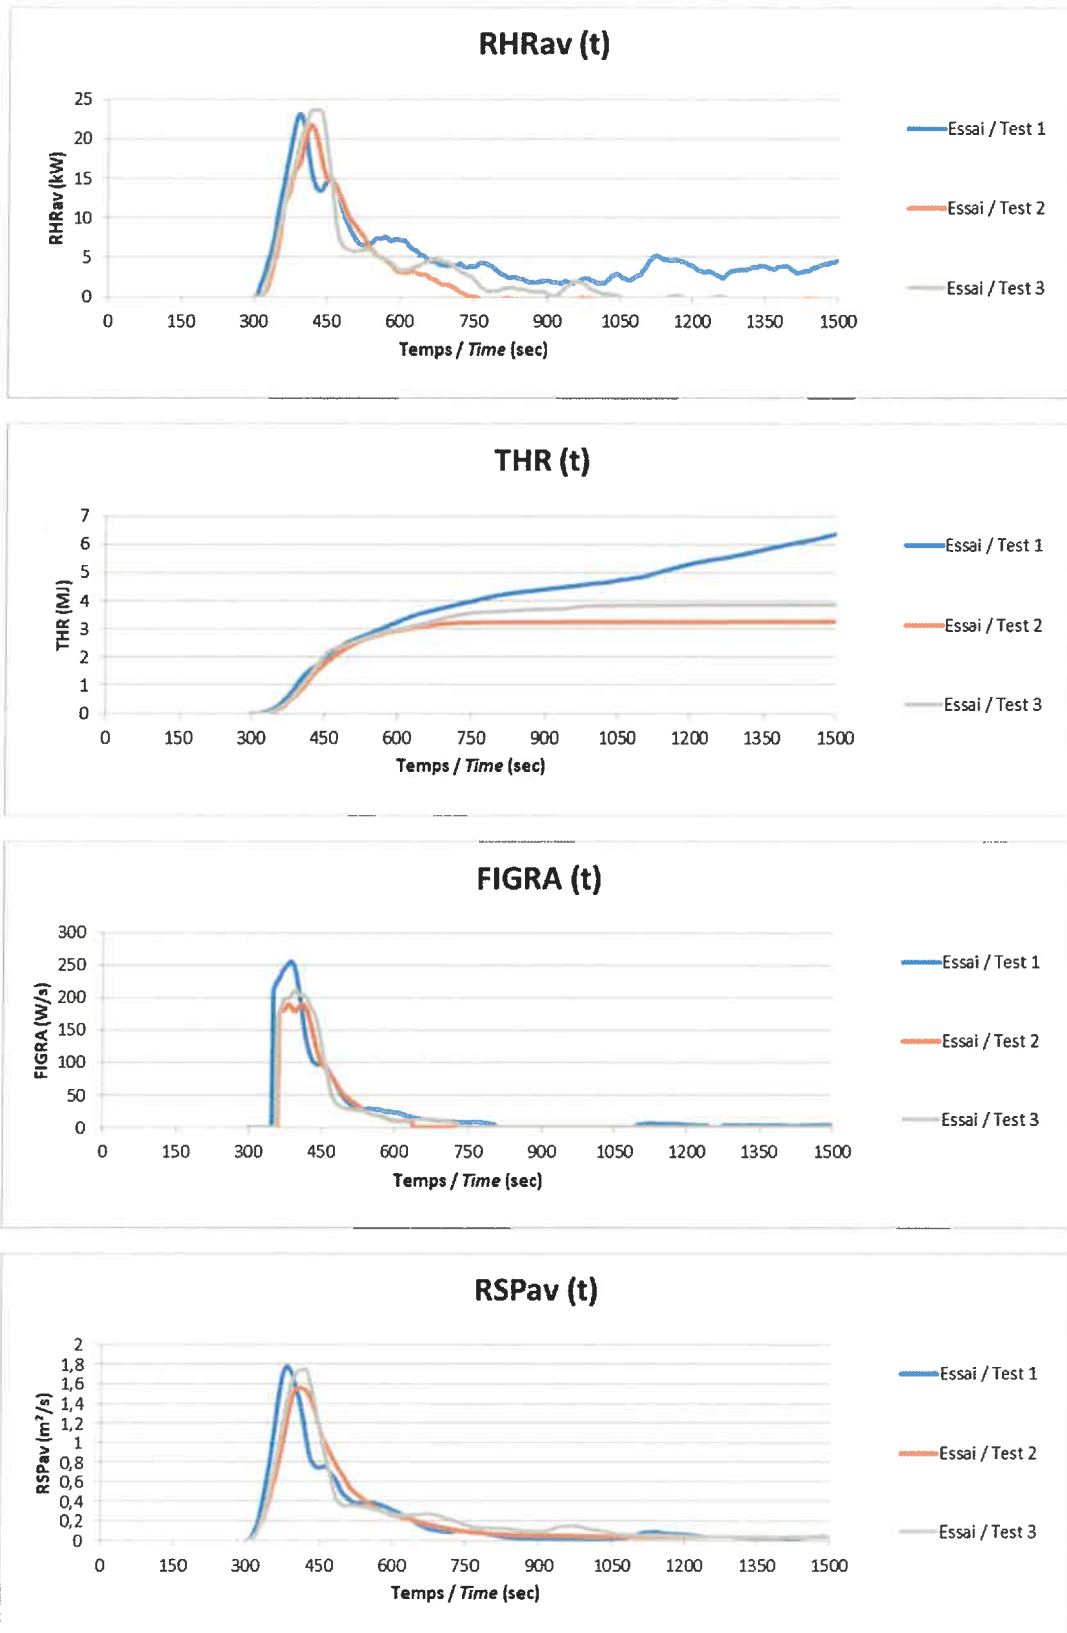 RHRav (t)
RHRav (kW)
25
20
15
10
5
0
0 150 300 450 600 750 900 1050 1200 1350 1500
Temps / Time (sec)
Essai / Test 1
Essai / Test 2
Essai / Test 3
THR (t)
THR (MJ)
7
6
5
4
3
2
1
0
0 150 300 450 600 750 900 1050 1200 1350 1500
Temps / Time (sec)
Essai / Test 1
Essai / Test 2
Essai / Test 3
FIGRA (t)
FIGRA (W/s)
300
250
200
150
100
50
0
0 150 300 450 600 750 900 1050 1200 1350 1500
Temps / Time (sec)
Essai / Test 1
Essai / Test 2
Essai / Test 3
RSPav (t)
RSPav (m²/s)
2
1,8
1,6
1,4
1,2
1
0,8
0,6
0,4
0,2
0
0 150 300 450 600 750 900 1050 1200 1350 1500
Temps / Time (sec)
Essai / Test 1
Essai / Test 2
Essai / Test 3